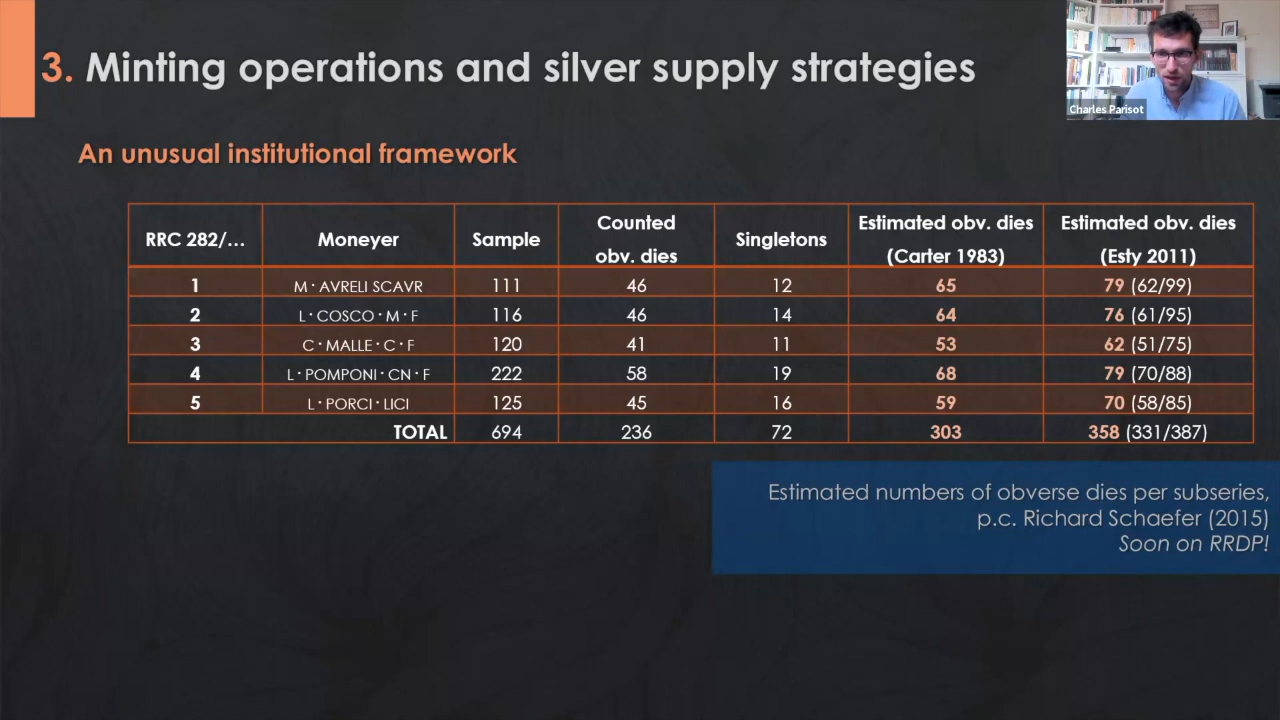 3. Minting operations and silver supply strategies
Charles Parisot
An unusual institutional framework
RRC 282/... Moneyer Sample Counted obv. dies Singletons Estimated obv. dies (Carter 1983) Estimated obv. dies (Esty 2011)
1 M · AVRELI SCAVR 111 46 12 65 79 (62/99)
2 L · COSCO · M · F 116 46 14 64 76 (61/95)
3 C · MALLE · C · F 120 41 11 53 62 (51/75)
4 L · POMPONI · CN · F 222 58 19 68 79 (70/88)
5 L · PORCI · LICI 125 45 16 59 70 (58/85)
TOTAL 694 236 72 303 358 (331/387)
Estimated numbers of obverse dies per subseries,
p.c. Richard Schaefer (2015)
Soon on RRDP!